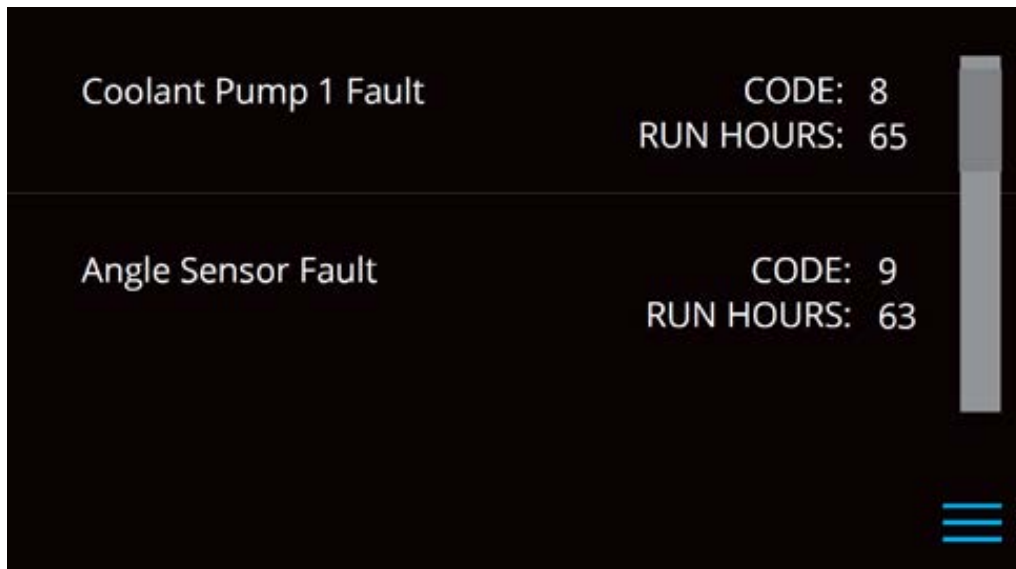 Coolant Pump 1 Fault CODE: 8
RUN HOURS: 65
Angle Sensor Fault CODE: 9
RUN HOURS: 63